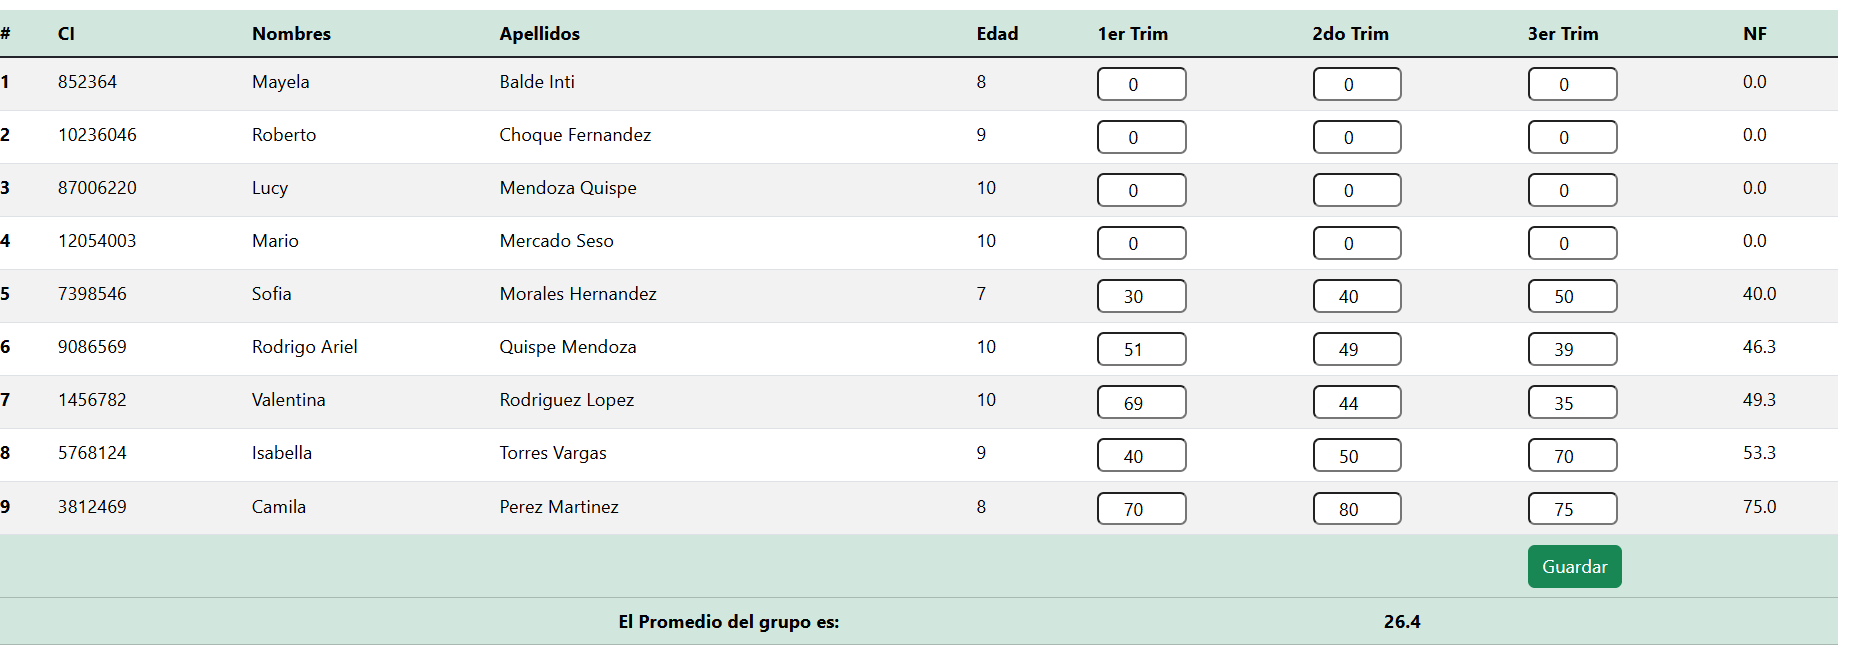 # CI Nombres Apellidos Edad 1er Trim 2do Trim 3er Trim NF
1 852364 Mayela Balde Inti 8 0 0 0 0.0
2 10236046 Roberto Choque Fernandez 9 0 0 0 0.0
3 87006220 Lucy Mendoza Quispe 10 0 0 0 0.0
4 12054003 Mario Mercado Seso 10 0 0 0 0.0
5 7398546 Sofia Morales Hernandez 7 30 40 50 40.0
6 9086569 Rodrigo Ariel Quispe Mendoza 10 51 49 39 46.3
7 1456782 Valentina Rodriguez Lopez 10 69 44 35 49.3
8 5768124 Isabella Torres Vargas 9 40 50 70 53.3
9 3812469 Camila Perez Martinez 8 70 80 75 75.0
Guardar
El Promedio del grupo es: 26.4